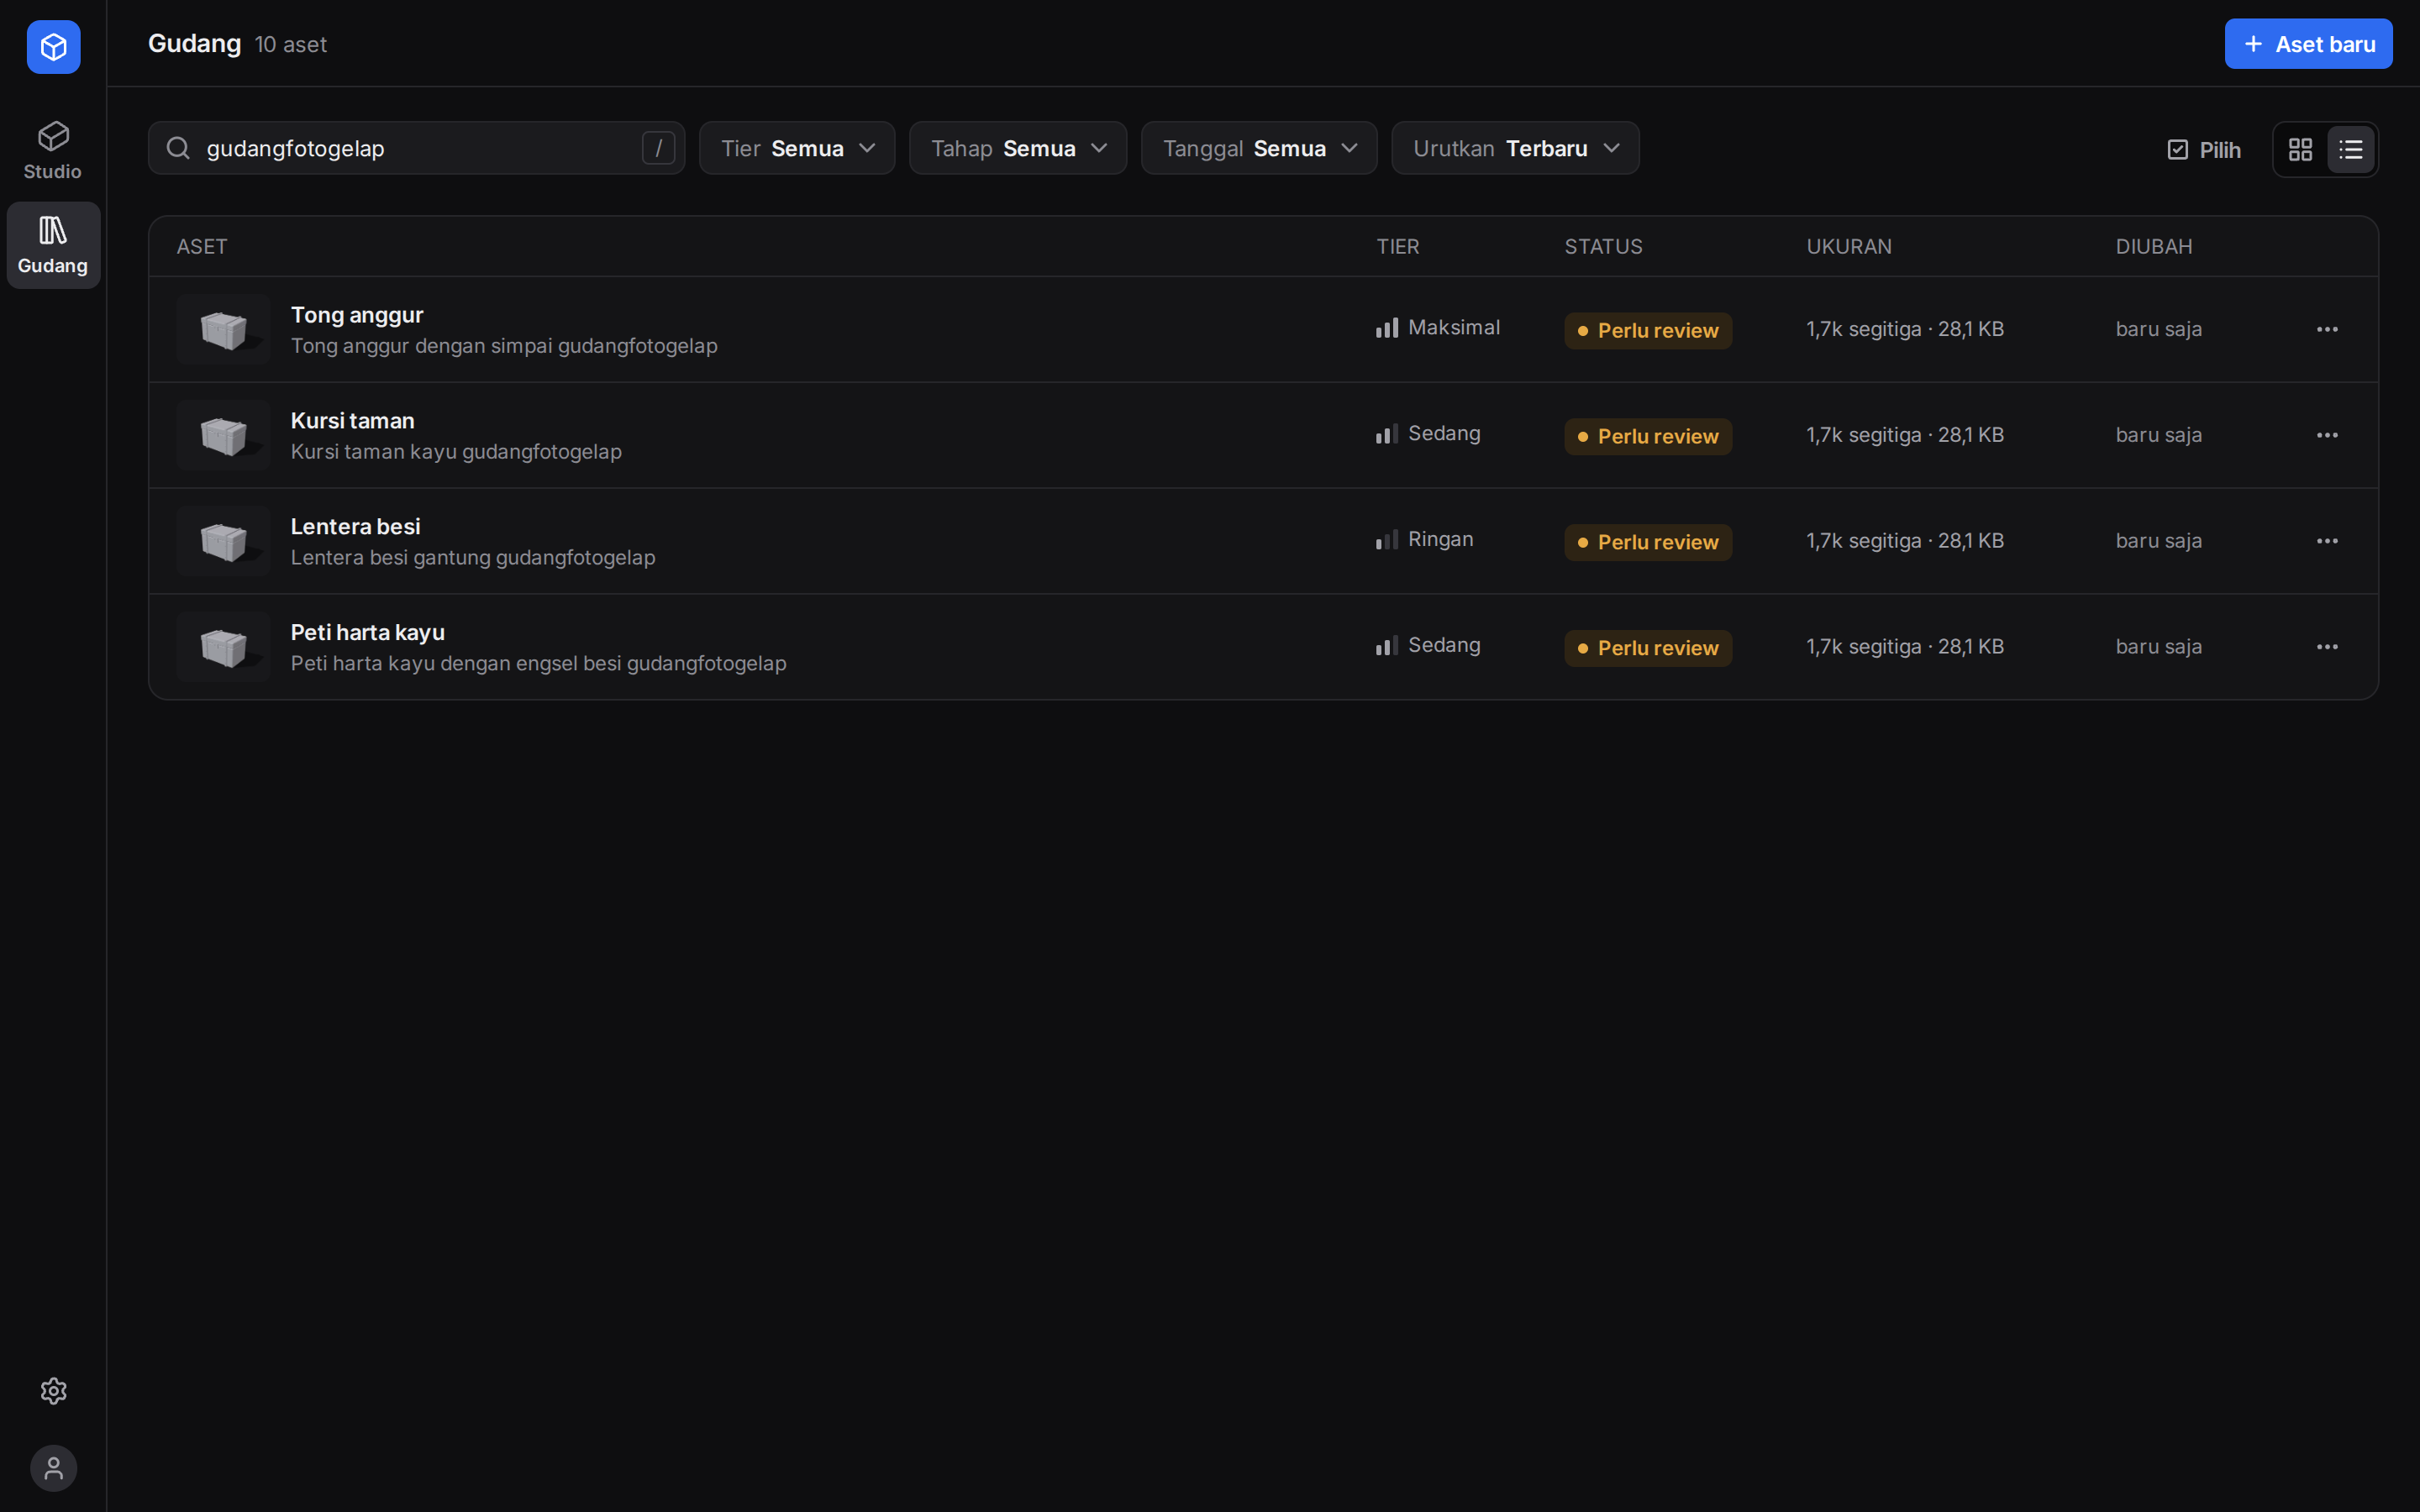 Gudang 10 aset
+ Aset baru
Studio
Gudang
gudangfotogelap /
Tier Semua
Tahap Semua
Tanggal Semua
Urutkan Terbaru
Pilih
ASET TIER STATUS UKURAN DIUBAH
Tong anggur
Tong anggur dengan simpai gudangfotogelap
Maksimal Perlu review 1,7k segitiga · 28,1 KB baru saja
Kursi taman
Kursi taman kayu gudangfotogelap
Sedang Perlu review 1,7k segitiga · 28,1 KB baru saja
Lentera besi
Lentera besi gantung gudangfotogelap
Ringan Perlu review 1,7k segitiga · 28,1 KB baru saja
Peti harta kayu
Peti harta kayu dengan engsel besi gudangfotogelap
Sedang Perlu review 1,7k segitiga · 28,1 KB baru saja